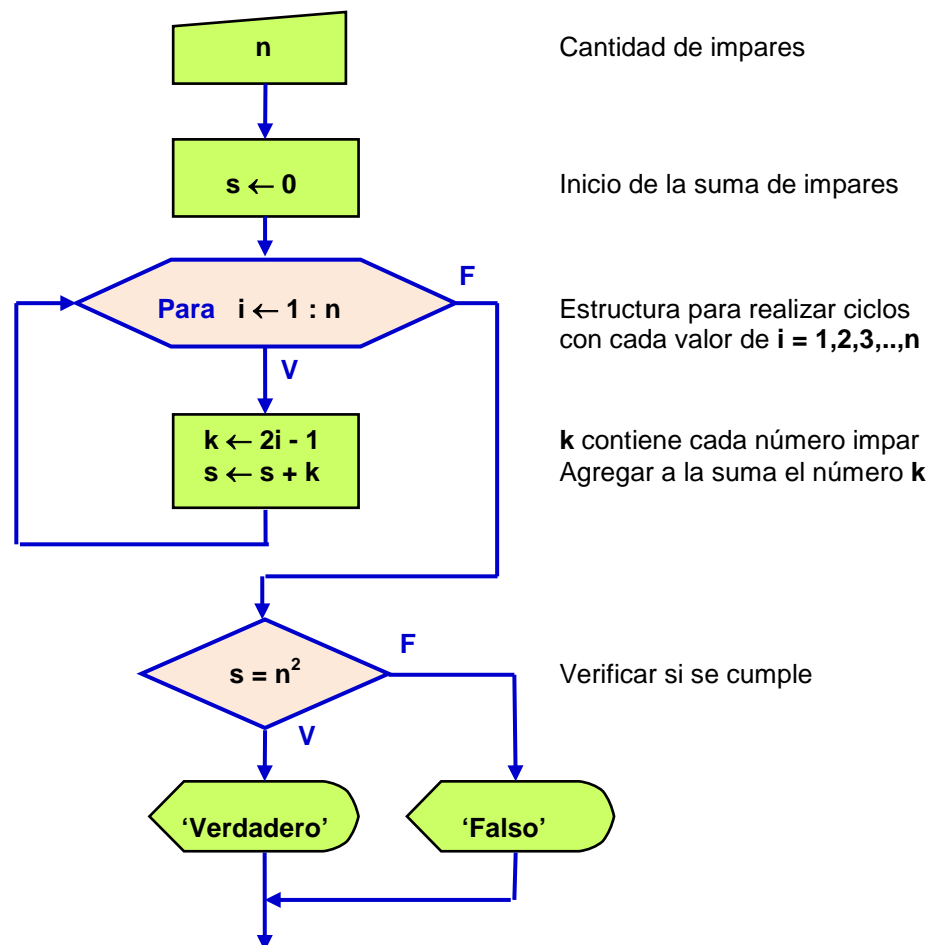 n
Cantidad de impares
s ← 0
Inicio de la suma de impares
F
Para i ← 1 : n
Estructura para realizar ciclos
con cada valor de i = 1,2,3,..,n
V
k ← 2i - 1
s ← s + k
k contiene cada número impar
Agregar a la suma el número k
F
s = n²
Verificar si se cumple
V
‘Verdadero’
‘Falso’